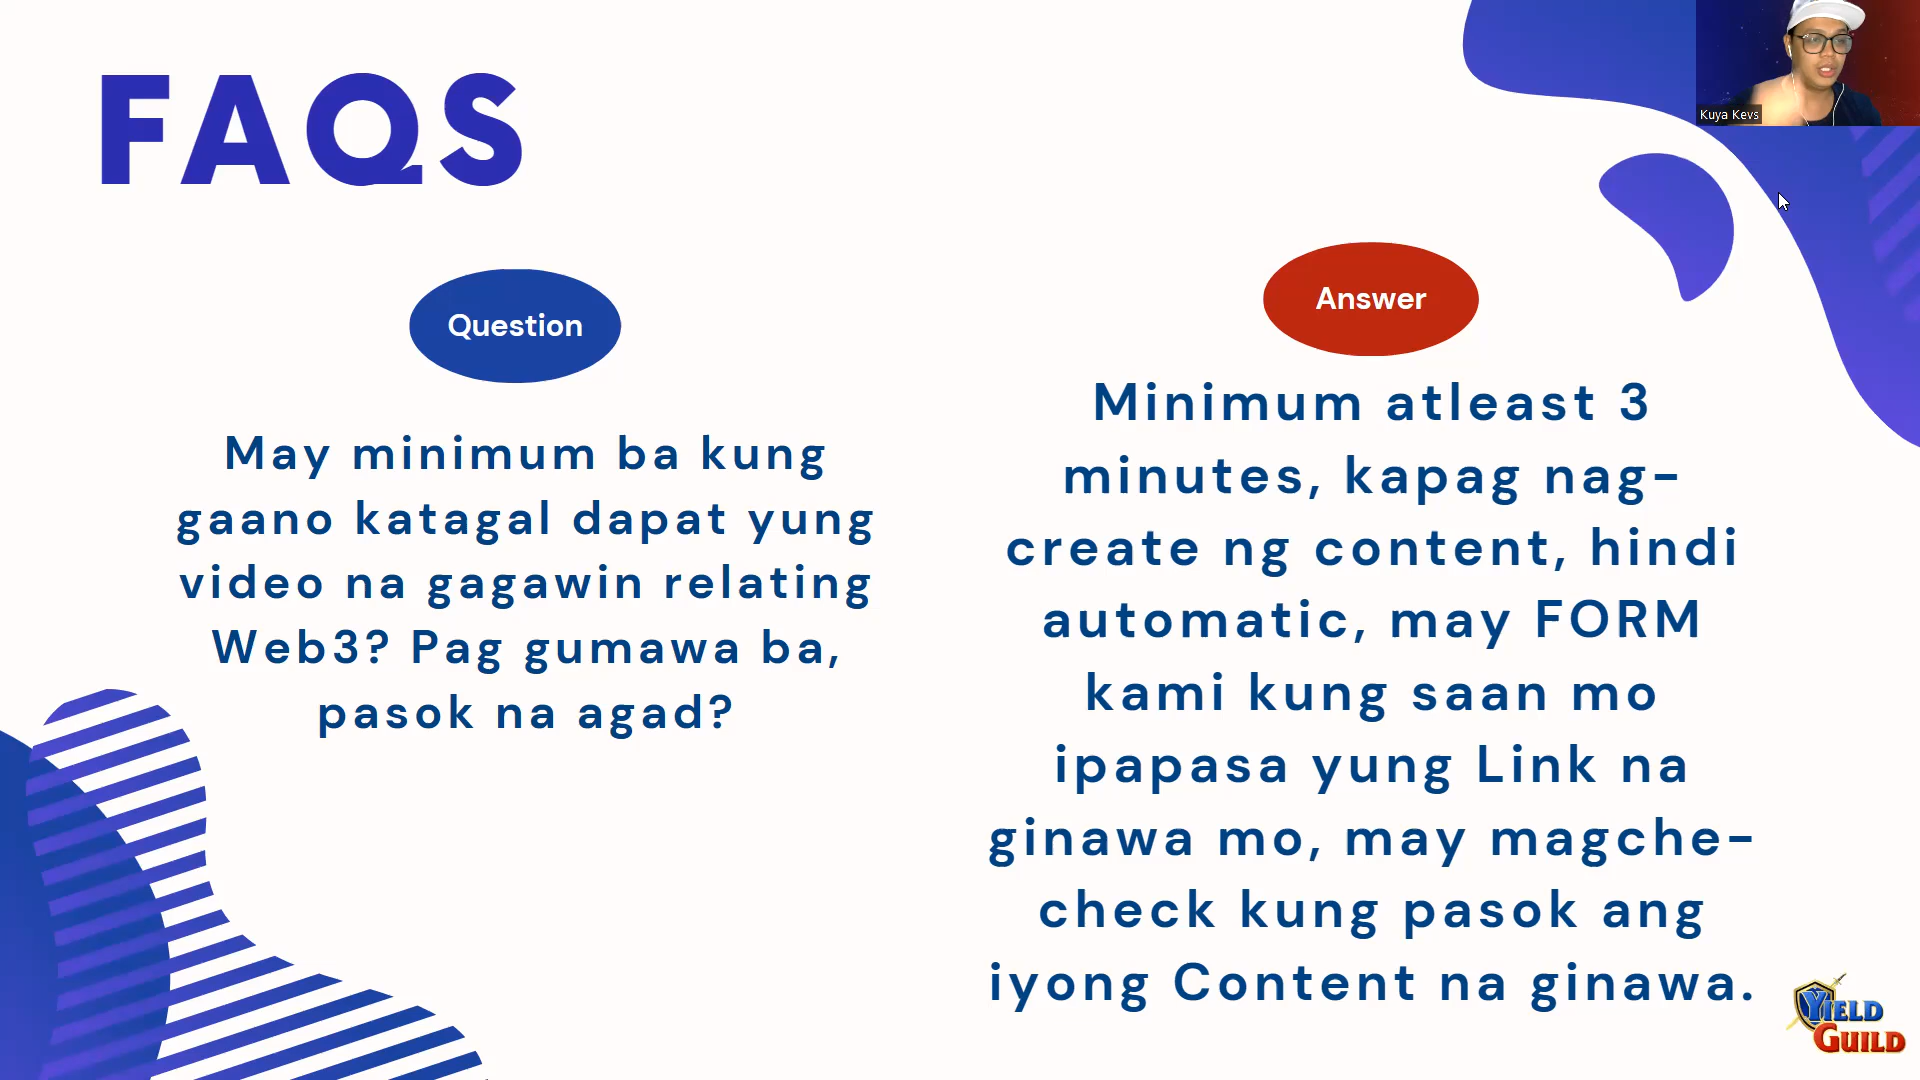 FAQS
Kuya Kevs
Question
May minimum ba kung
gaano katagal dapat yung
video na gagawin relating
Web3? Pag gumawa ba,
pasok na agad?
Answer
Minimum atleast 3
minutes, kapag nag-
create ng content, hindi
automatic, may FORM
kami kung saan mo
ipapasa yung Link na
ginawa mo, may magche-
check kung pasok ang
iyong Content na ginawa.
YIELD
GUILD